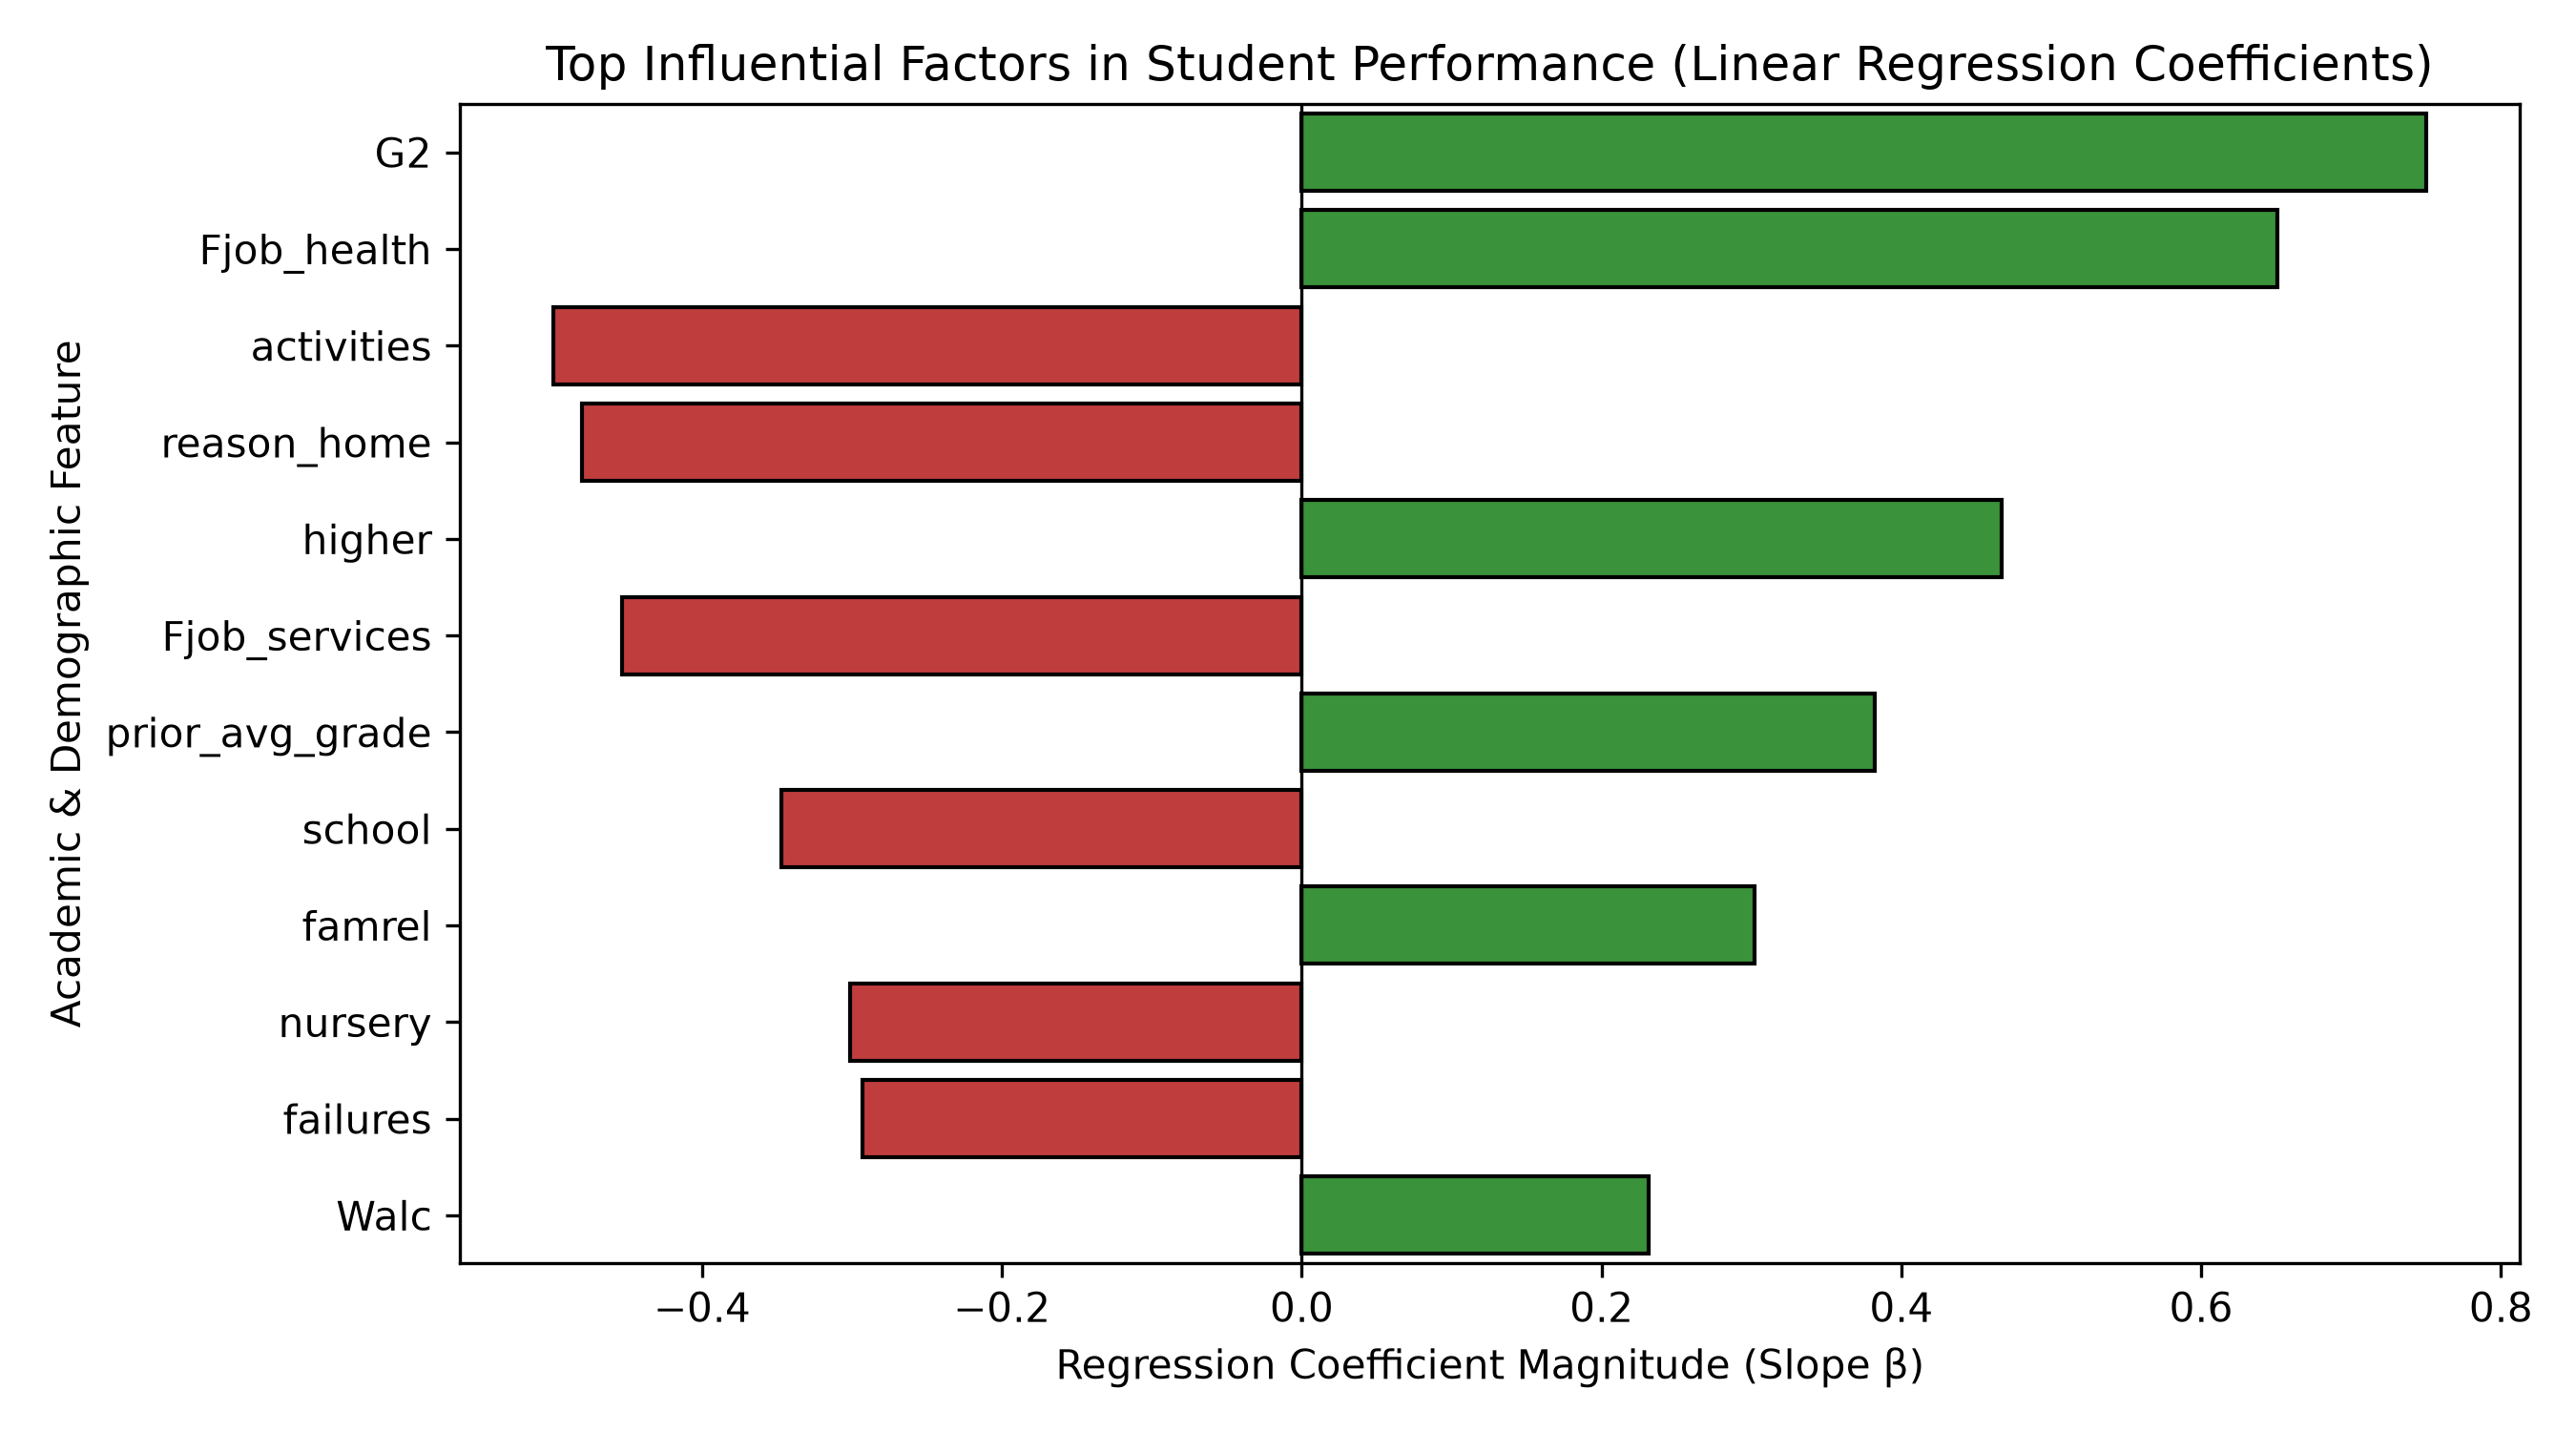 Top Influential Factors in Student Performance (Linear Regression Coefficients)
Academic & Demographic Feature
G2
Fjob_health
activities
reason_home
higher
Fjob_services
prior_avg_grade
school
famrel
nursery
failures
Walc
−0.4 −0.2 0.0 0.2 0.4 0.6 0.8
Regression Coefficient Magnitude (Slope β)